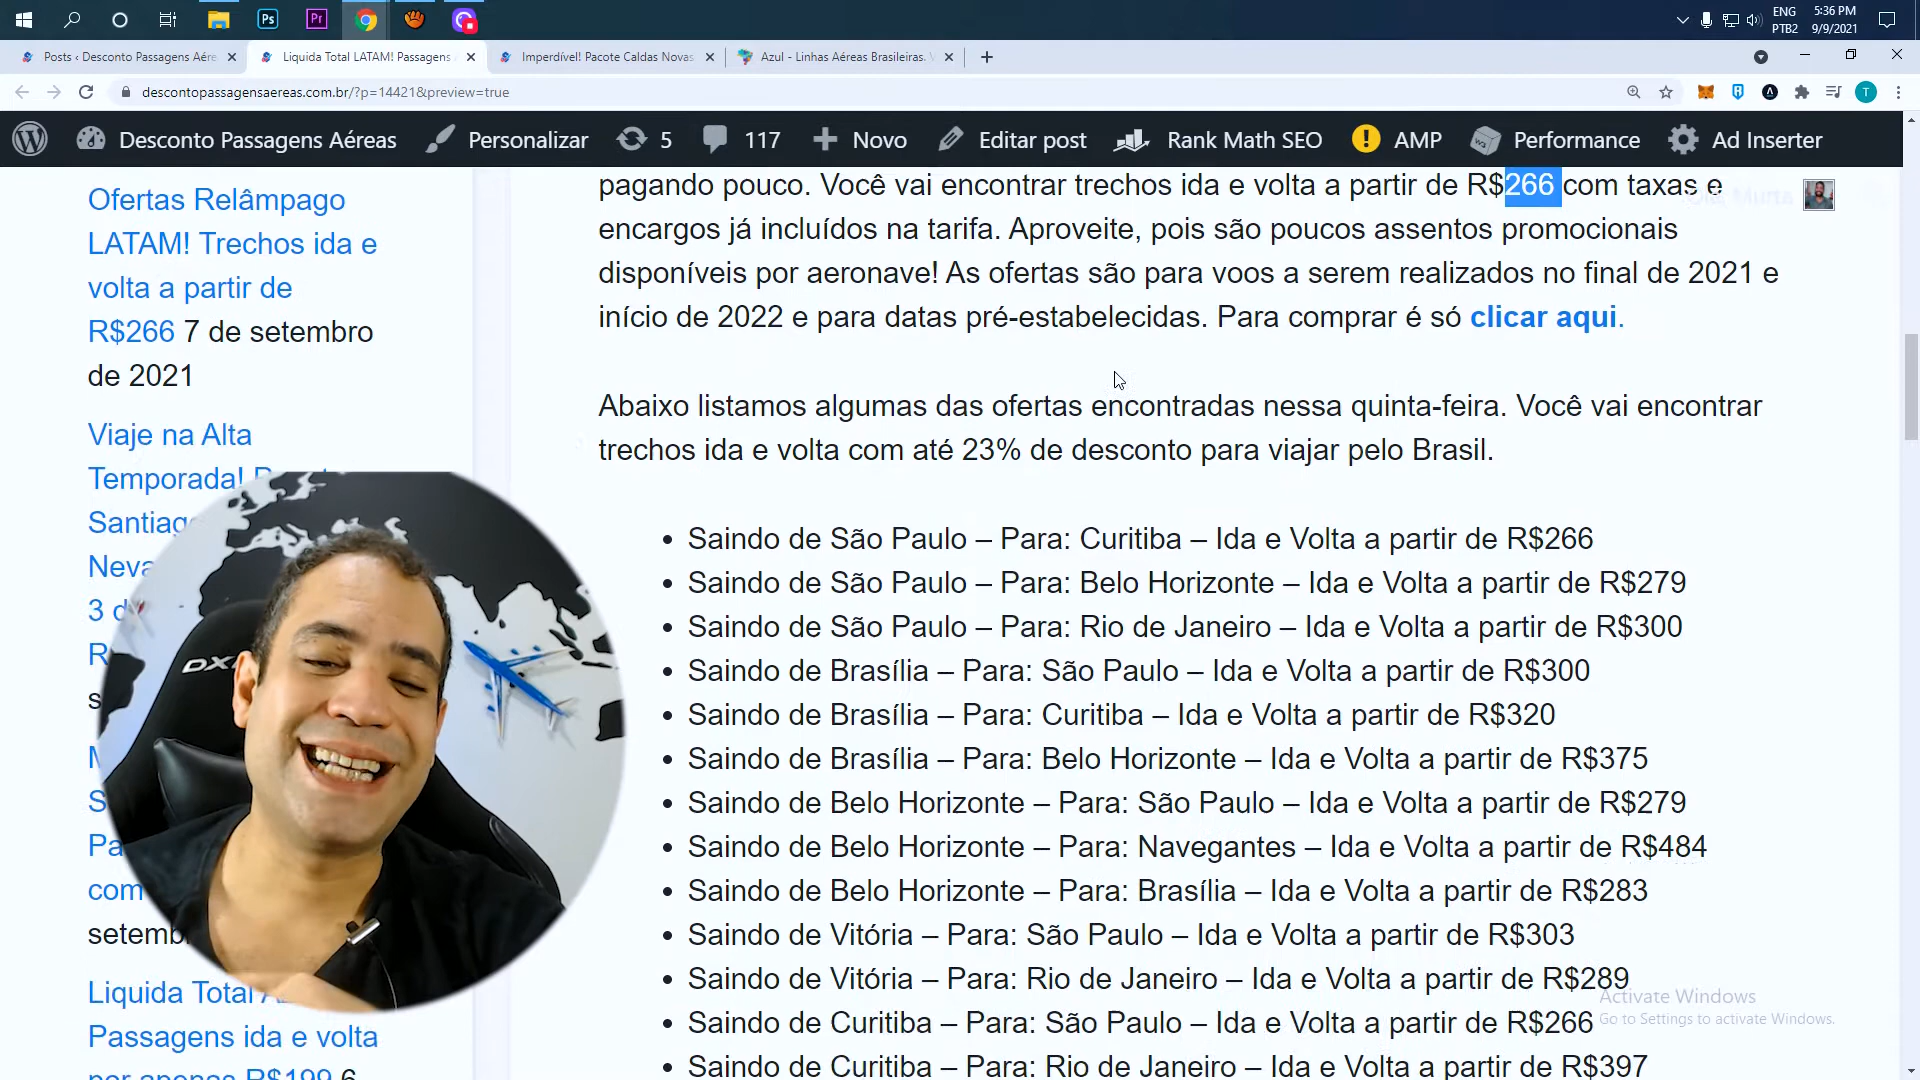 ENG
5:36 PM
PTB2
9/9/2021
Ps
Pr
Posts ‹ Desconto Passagens Aére
Liquida Total LATAM! Passagens
Imperdível! Pacote Caldas Novas
Azul - Linhas Aéreas Brasileiras. V
descontopassagensaereas.com.br/?p=14421&preview=true
T
Desconto Passagens Aéreas
Personalizar
5
117
Novo
Editar post
Rank Math SEO
AMP
Performance
Ad Inserter
Olá, Murta
Ofertas Relâmpago
LATAM! Trechos ida e
volta a partir de
R$266 7 de setembro
de 2021
Viaje na Alta
Temporada!
Santiag
Neva
3 d
R
s
M
S
Pa
com
setemb
Liquida Total
Passagens ida e volta
por apenas R$199 6
DX
pagando pouco. Você vai encontrar trechos ida e volta a partir de R$266 com taxas e
encargos já incluídos na tarifa. Aproveite, pois são poucos assentos promocionais
disponíveis por aeronave! As ofertas são para voos a serem realizados no final de 2021 e
início de 2022 e para datas pré-estabelecidas. Para comprar é só clicar aqui.
Abaixo listamos algumas das ofertas encontradas nessa quinta-feira. Você vai encontrar
trechos ida e volta com até 23% de desconto para viajar pelo Brasil.
• Saindo de São Paulo – Para: Curitiba – Ida e Volta a partir de R$266
• Saindo de São Paulo – Para: Belo Horizonte – Ida e Volta a partir de R$279
• Saindo de São Paulo – Para: Rio de Janeiro – Ida e Volta a partir de R$300
• Saindo de Brasília – Para: São Paulo – Ida e Volta a partir de R$300
• Saindo de Brasília – Para: Curitiba – Ida e Volta a partir de R$320
• Saindo de Brasília – Para: Belo Horizonte – Ida e Volta a partir de R$375
• Saindo de Belo Horizonte – Para: São Paulo – Ida e Volta a partir de R$279
• Saindo de Belo Horizonte – Para: Navegantes – Ida e Volta a partir de R$484
• Saindo de Belo Horizonte – Para: Brasília – Ida e Volta a partir de R$283
• Saindo de Vitória – Para: São Paulo – Ida e Volta a partir de R$303
• Saindo de Vitória – Para: Rio de Janeiro – Ida e Volta a partir de R$289
• Saindo de Curitiba – Para: São Paulo – Ida e Volta a partir de R$266
• Saindo de Curitiba – Para: Rio de Janeiro – Ida e Volta a partir de R$397
Activate Windows
Go to Settings to activate Windows.